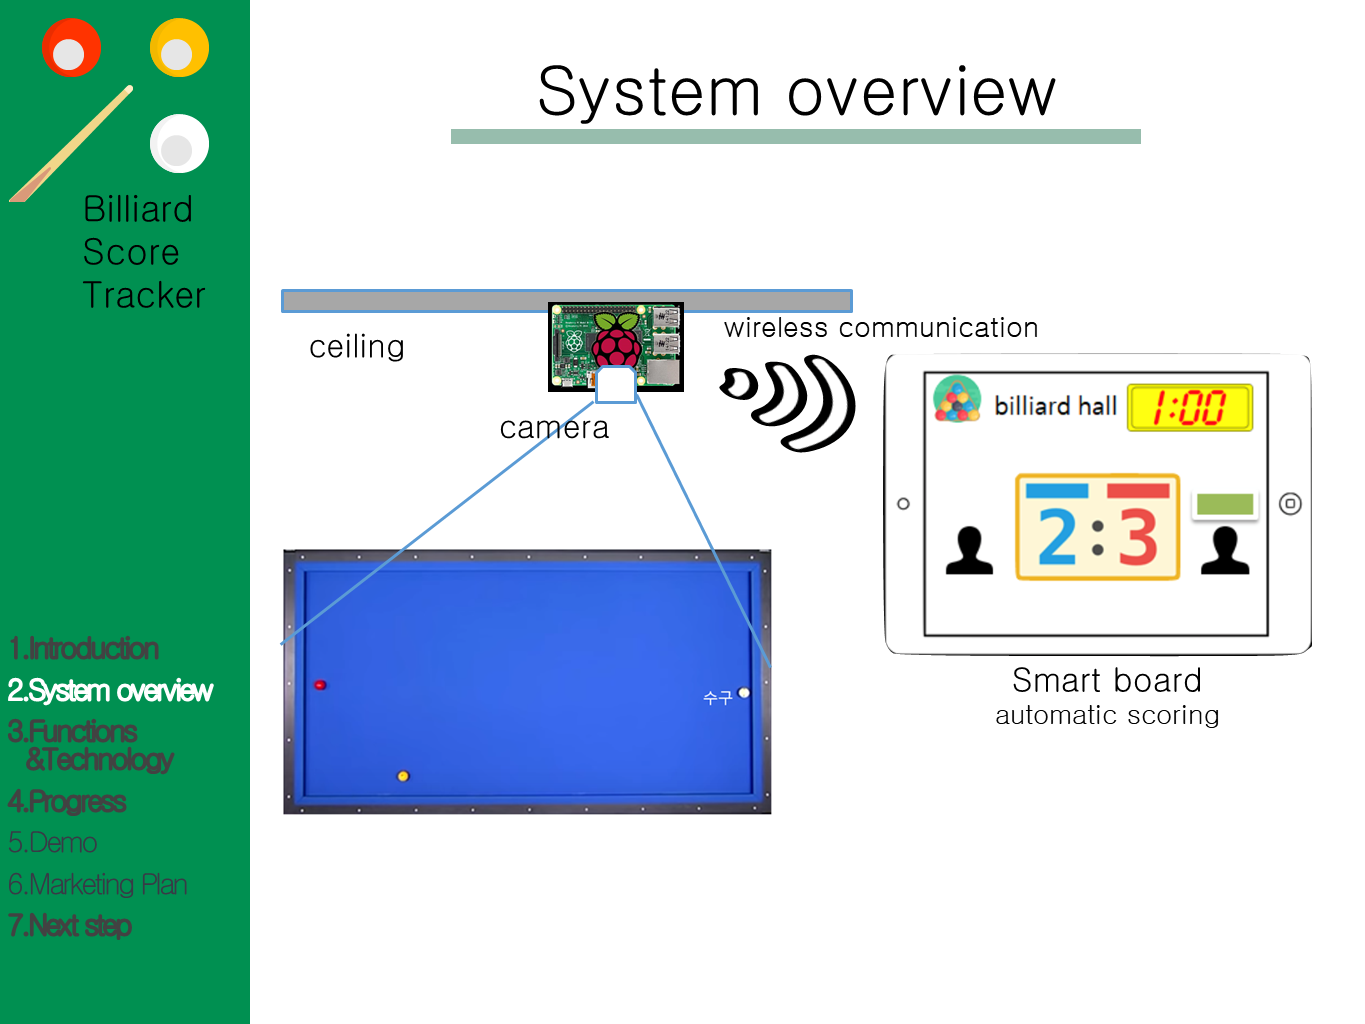 System overview
Billiard
Score
Tracker
ceiling
wireless communication
camera
billiard hall
1:00
2:3
수구
Smart board
automatic scoring
1.Introduction
2.System overview
3.Functions
&Technology
4.Progress
5.Demo
6.Marketing Plan
7.Next step